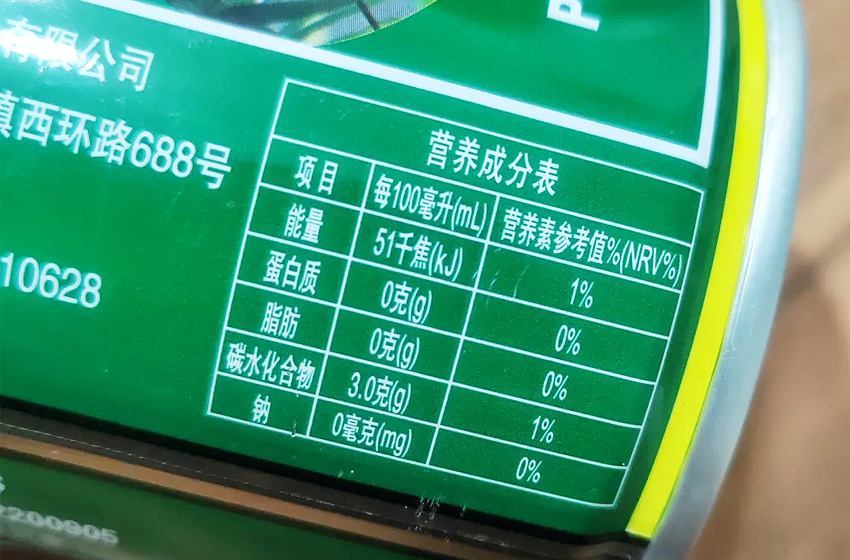 P
有限公司
镇西环路688号
10628
营养成分表
项目 每100毫升(mL) 营养素参考值%(NRV%)
能量 51千焦(kJ) 1%
蛋白质 0克(g) 0%
脂肪 0克(g) 0%
碳水化合物 3.0克(g) 1%
钠 0毫克(mg) 0%
2200905